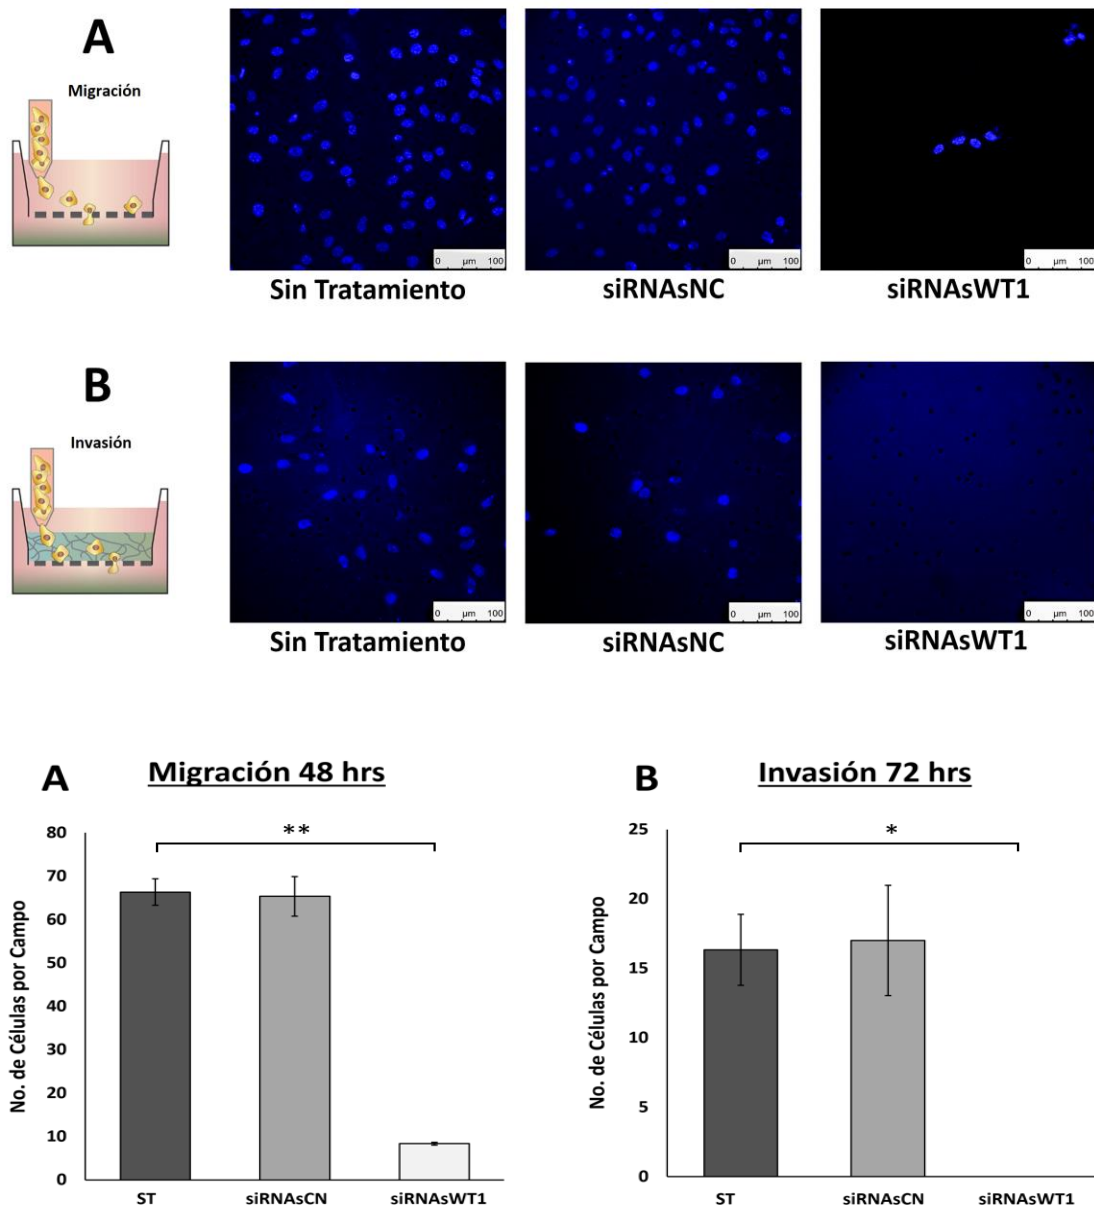 A
Migración
0 µm 100
0 µm 100
0 µm 100
Sin Tratamiento
siRNAsNC
siRNAsWT1
B
Invasión
0 µm 100
0 µm 100
0 µm 100
Sin Tratamiento
siRNAsNC
siRNAsWT1
A
Migración 48 hrs
**
No. de Células por Campo
80
70
60
50
40
30
20
10
0
ST
siRNAsCN
siRNAsWT1
B
Invasión 72 hrs
*
No. de Células por Campo
25
20
15
10
5
0
ST
siRNAsCN
siRNAsWT1